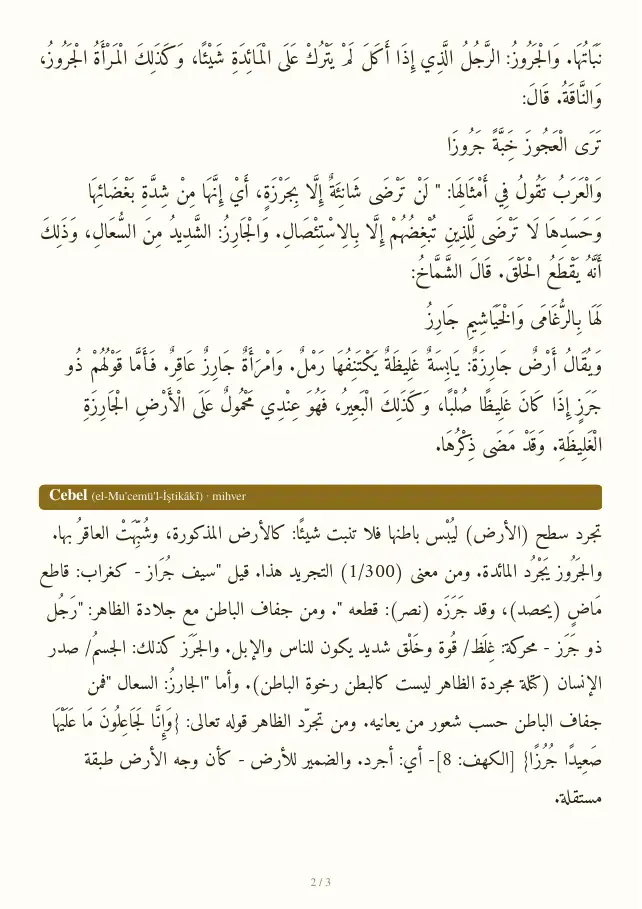 نَبَاتُهَا. وَالْجَرُوزُ: الرَّجُلُ الَّذِي إِذَا أَكَلَ لَمْ يَتْرُكْ عَلَى الْمَائِدَةِ شَيْئًا، وَكَذَلِكَ الْمَرْأَةُ الْجَرُوزُ،
وَالنَّاقَةُ. قَالَ:
تَرَى الْعَجُوزَ خَبَّةً جَرُوزَا
وَالْعَرَبُ تَقُولُ فِي أَمْثَالِهَا: " لَنْ تَرْضَى شَانِئَةٌ إِلَّا بِجَرْزَةٍ، أَيْ إِنَّهَا مِنْ شِدَّةِ بَغْضَائِهَا
وَحَسَدِهَا لَا تَرْضَى لِلَّذِينِ تُبْغِضُهُمْ إِلَّا بِالِاسْتِئْصَالِ. وَالْجَارِزُ: الشَّدِيدُ مِنَ السُّعَالِ، وَذَلِكَ
أَنَّهُ يَقْطَعُ الْحَلْقَ. قَالَ الشَّمَّاخُ:
لَهَا بِالرُّغَامَى وَالْخَيَاشِيمِ جَارِزُ
وَيُقَالُ أَرْضٌ جَارِزَةٌ: يَابِسَةٌ غَلِيظَةٌ يَكْتَنِفُهَا رَمْلٌ. وَامْرَأَةٌ جَارِزٌ عَاقِرٌ. فَأَمَّا قَوْلُهُمْ ذُو
جَرَزٍ إِذَا كَانَ غَلِيظًا صُلْبًا، وَكَذَلِكَ الْبَعِيرُ، فَهُوَ عِنْدِي مَحْمُولٌ عَلَى الْأَرْضِ الْجَارِزَةِ
الْغَلِيظَةِ. وَقَدْ مَضَى ذِكْرُهَا.
Cebel (el-Mu'cemü'l-İştikâkî) · mihver
تجرد سطح (الأرض) ليُبْس باطنها فلا تنبت شيئًا: كالأرض المذكورة، وشُبِّهَتْ العاقرُ بها.
والجَرُوز يَجْرُد المائدة. ومن معنى (1/300) التجريد هذا. قيل "سيف جُرَاز - كغراب: قاطع
مَاضٍ (يحصد)، وقد جَرَزَه (نصر): قطعه ". ومن جفاف الباطن مع جلادة الظاهر: "رَجُل
ذو جَرَز - محركة: غِلَظ/ قُوة وخَلْق شديد يكون للناس والإبل. والجَرَز كذلك: الجسمُ/ صدر
الإنسان (كتلة مجردة الظاهر ليست كالبطن رخوة الباطن). وأما "الجارزُ: السعال "فمن
جفاف الباطن حسب شعور من يعانيه. ومن تجرّد الظاهر قوله تعالى: {وَإِنَّا لَجَاعِلُونَ مَا عَلَيْهَا
صَعِيدًا جُرُزًا} [الكهف: 8]- أي: أجرد. والضمير للأرض - كأن وجه الأرض طبقة
مستقلة.
2 / 3